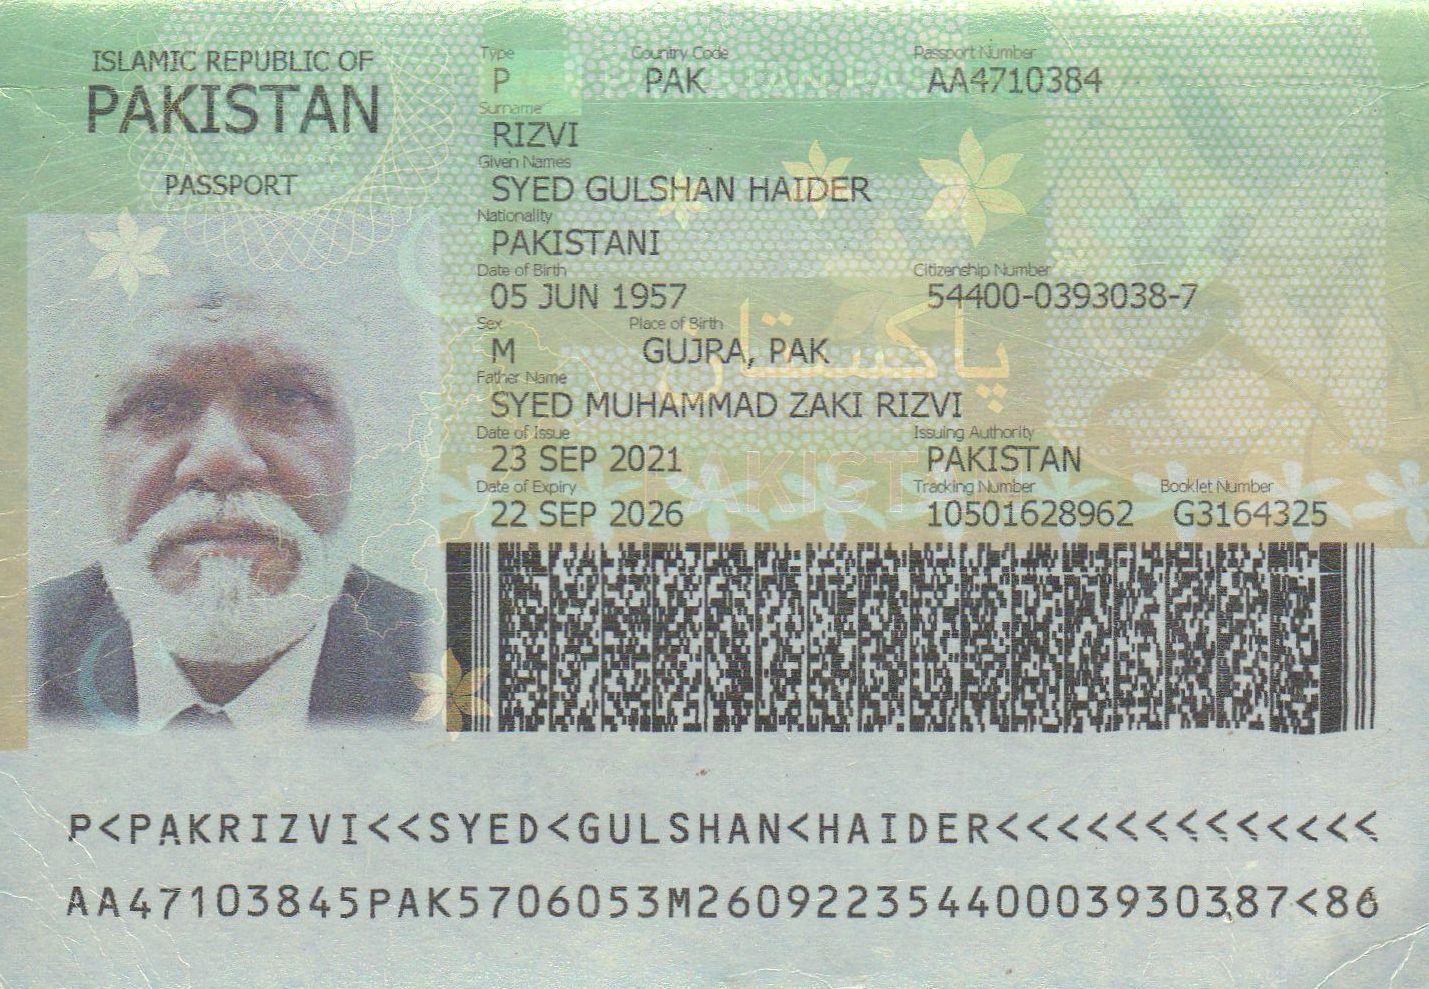 ISLAMIC REPUBLIC OF
PAKISTAN
PASSPORT
Type Country Code Passport Number
P PAK AA4710384
Surname
RIZVI
Given Names
SYED GULSHAN HAIDER
Nationality
PAKISTANI
Date of Birth Citizenship Number
05 JUN 1957 54400-0393038-7
Sex Place of Birth
M GUJRA, PAK
پاکستان
Father Name
SYED MUHAMMAD ZAKI RIZVI
Date of Issue Issuing Authority
23 SEP 2021 PAKISTAN
Date of Expiry Tracking Number Booklet Number
22 SEP 2026 10501628962 G3164325
P<PAKRIZVI<<SYED<GULSHAN<HAIDER<<<<<<<<<<<<<
AA47103845PAK5706053M26092235440003930387<86